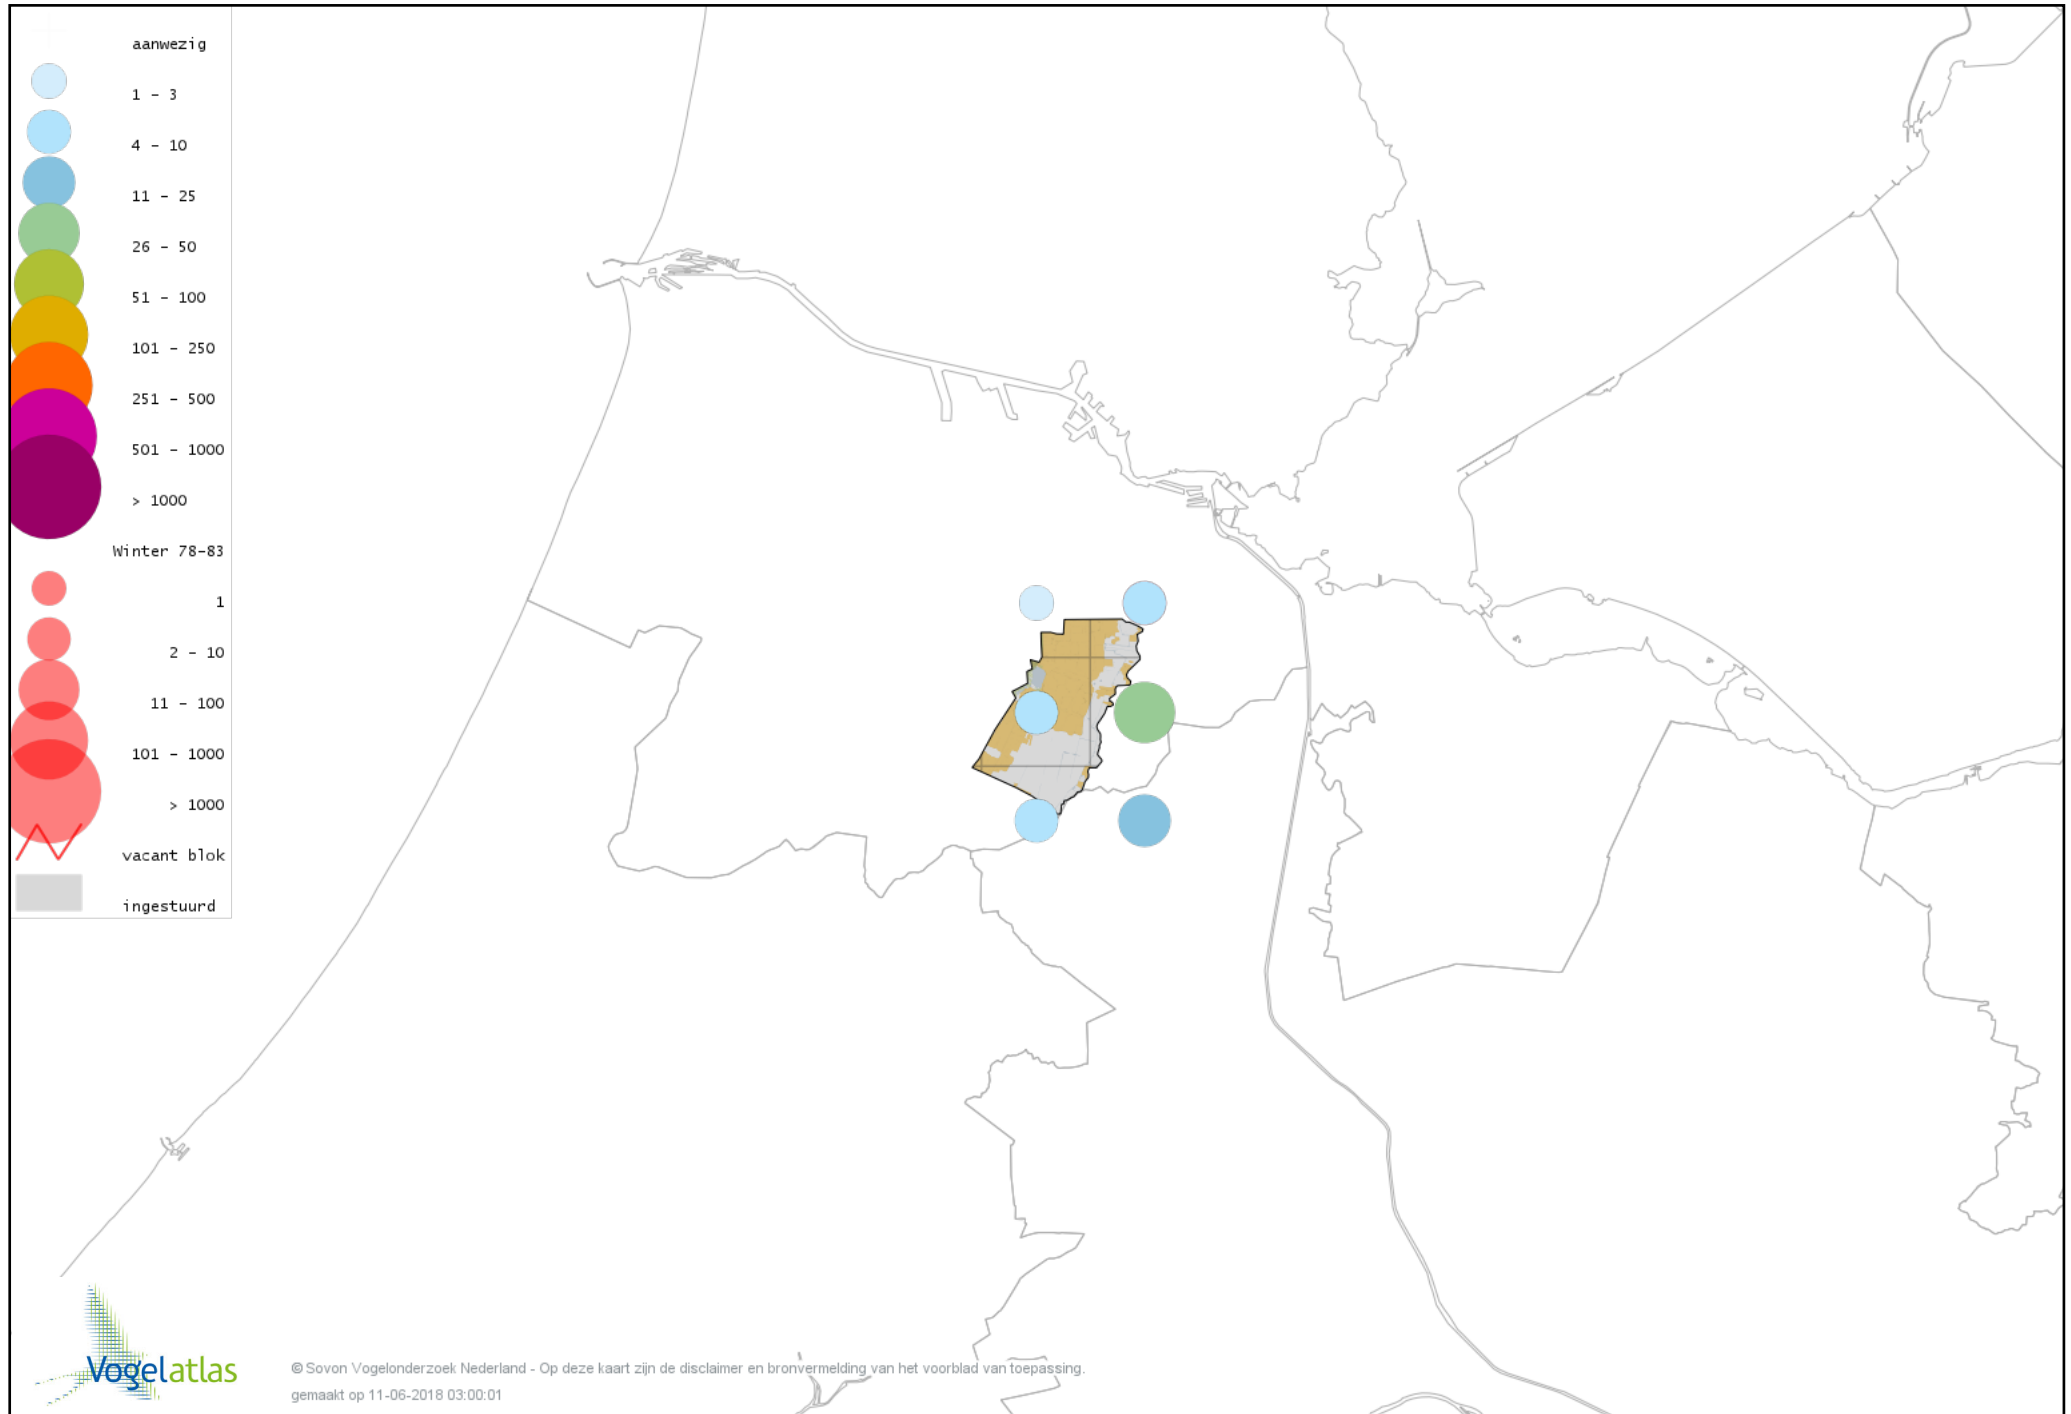 aanwezig
1 – 3
4 – 10
11 – 25
26 – 50
51 – 100
101 – 250
251 – 500
501 – 1000
> 1000
Winter 78–83
1
2 – 10
11 – 100
101 – 1000
> 1000
vacant blok
ingestuurd
Vogelatlas
© Sovon Vogelonderzoek Nederland - Op deze kaart zijn de disclaimer en bronvermelding van het voorblad van toepassing.
gemaakt op 11-06-2018 03:00:01